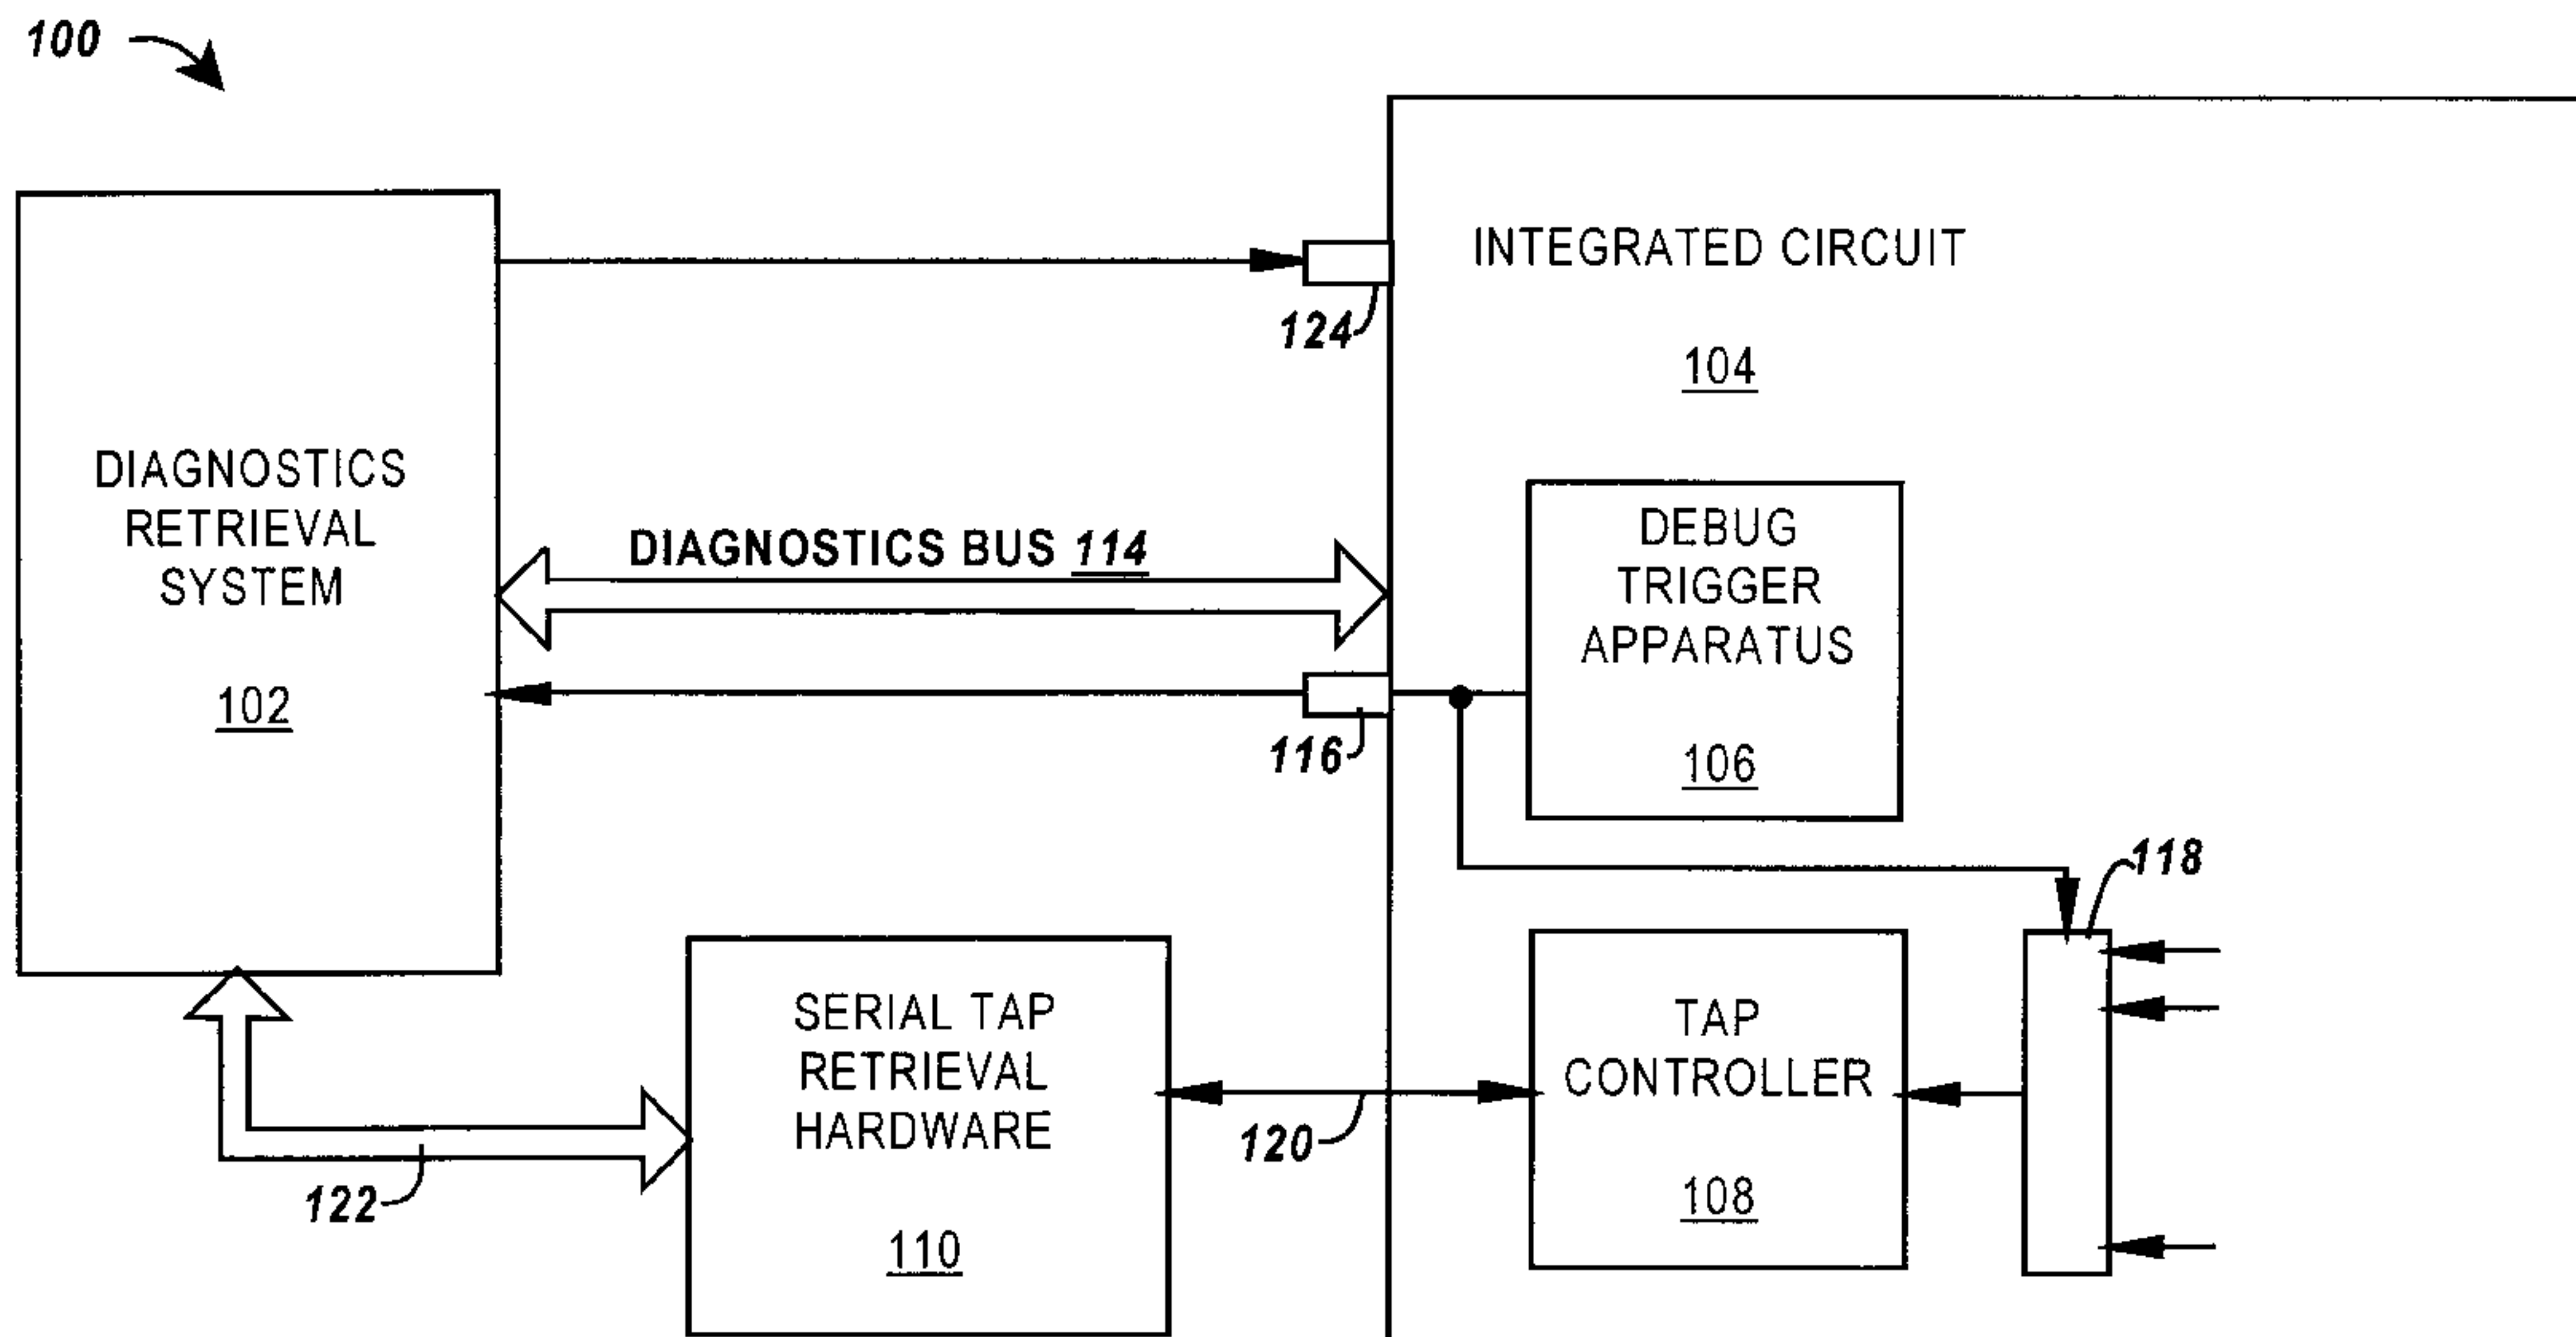 100
INTEGRATED CIRCUIT
104
124
DIAGNOSTICS
RETRIEVAL
SYSTEM
102
DIAGNOSTICS BUS 114
DEBUG
TRIGGER
APPARATUS
106
116
118
SERIAL TAP
RETRIEVAL
HARDWARE
110
TAP
CONTROLLER
108
120
122